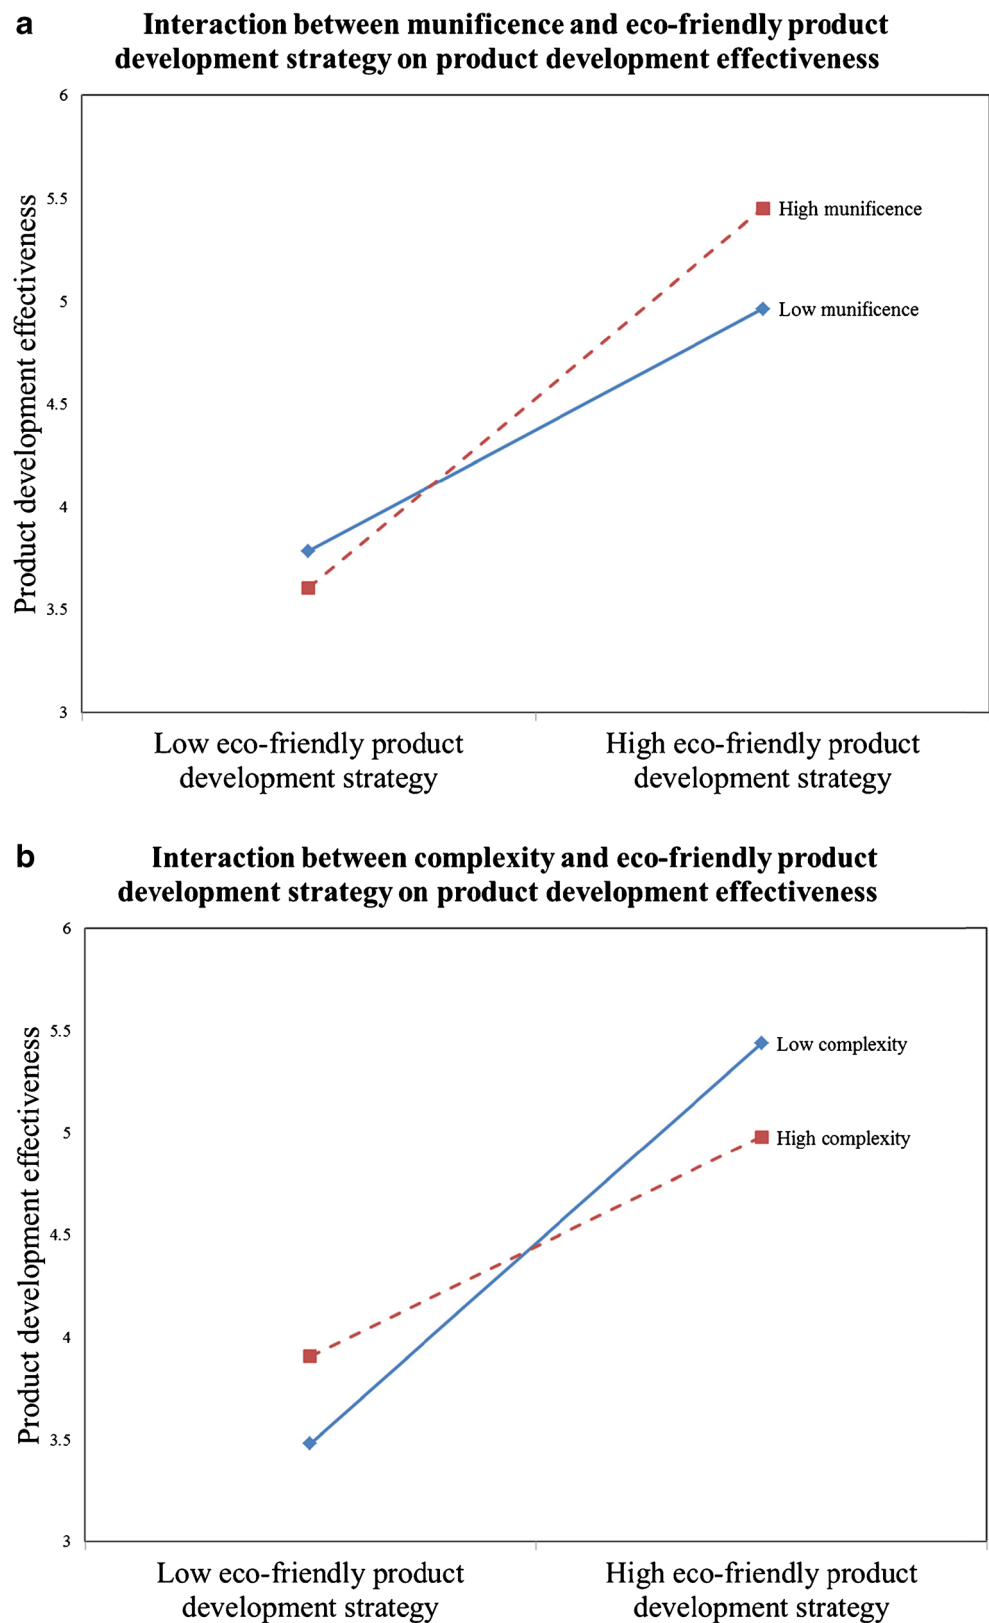 a
Interaction between munificence and eco-friendly product
development strategy on product development effectiveness
Product development effectiveness
6
5.5
5
4.5
4
3.5
3
High munificence
Low munificence
Low eco-friendly product
development strategy
High eco-friendly product
development strategy
b
Interaction between complexity and eco-friendly product
development strategy on product development effectiveness
Product development effectiveness
6
5.5
5
4.5
4
3.5
3
Low complexity
High complexity
Low eco-friendly product
development strategy
High eco-friendly product
development strategy